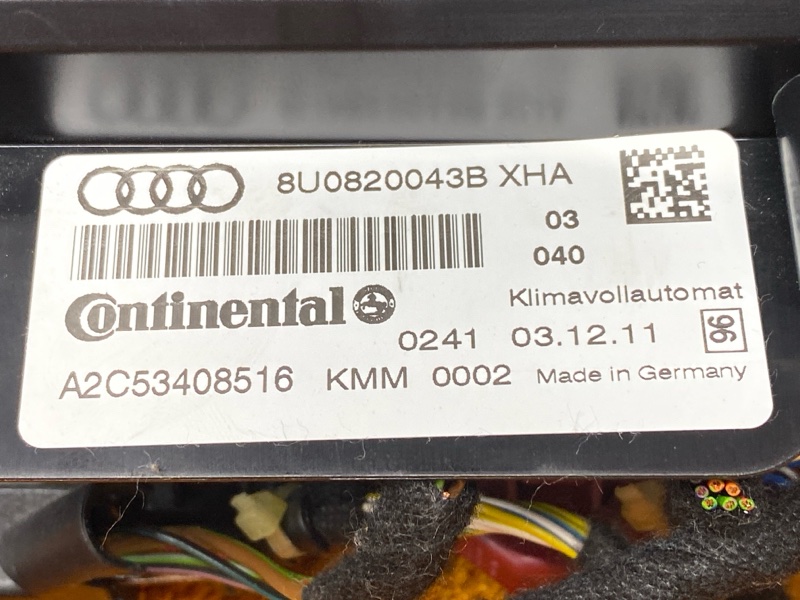 8U0820043B XHA
03
040
Continental
Klimavollautomat
0241 03.12.11 96
A2C53408516 KMM 0002 Made in Germany